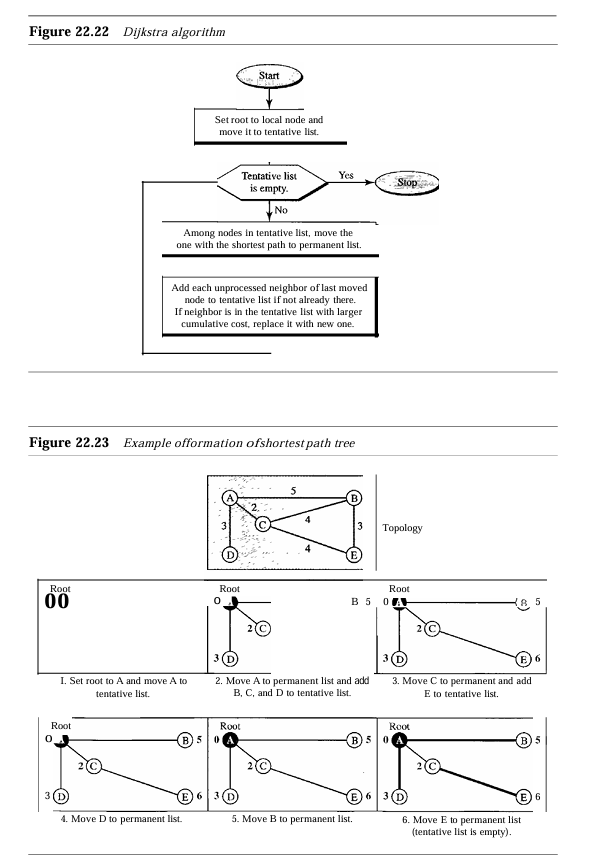 Figure 22.22 Dijkstra algorithm
Start
Set root to local node and
move it to tentative list.
Tentative list
is empty.
Yes
Stop
No
Among nodes in tentative list, move the
one with the shortest path to permanent list.
Add each unprocessed neighbor of last moved
node to tentative list if not already there.
If neighbor is in the tentative list with larger
cumulative cost, replace it with new one.
Figure 22.23 Example offormation ofshortest path tree
A 5 B
2
3 C 4 3
4
D E
Topology
Root
00
Root
O
B 5
2 C
3 D
Root
0 A B 5
2 C
3 D E 6
1. Set root to A and move A to
tentative list.
2. Move A to permanent list and add
B, C, and D to tentative list.
3. Move C to permanent and add
E to tentative list.
Root
O B 5
2 C
3 D E 6
Root
0 A B 5
2 C
3 D E 6
Root
0 A B 5
2 C
3 D E 6
4. Move D to permanent list.
5. Move B to permanent list.
6. Move E to permanent list
(tentative list is empty).